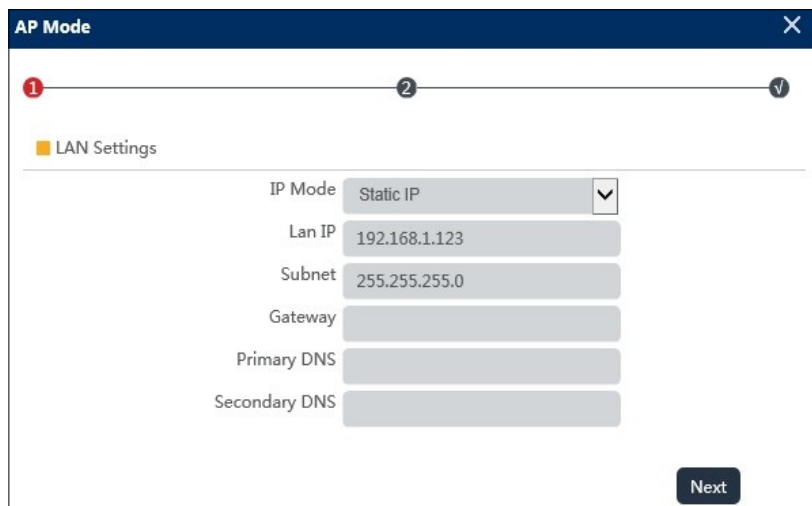 AP Mode
1 2 √
LAN Settings
IP Mode Static IP
Lan IP 192.168.1.123
Subnet 255.255.255.0
Gateway
Primary DNS
Secondary DNS
Next